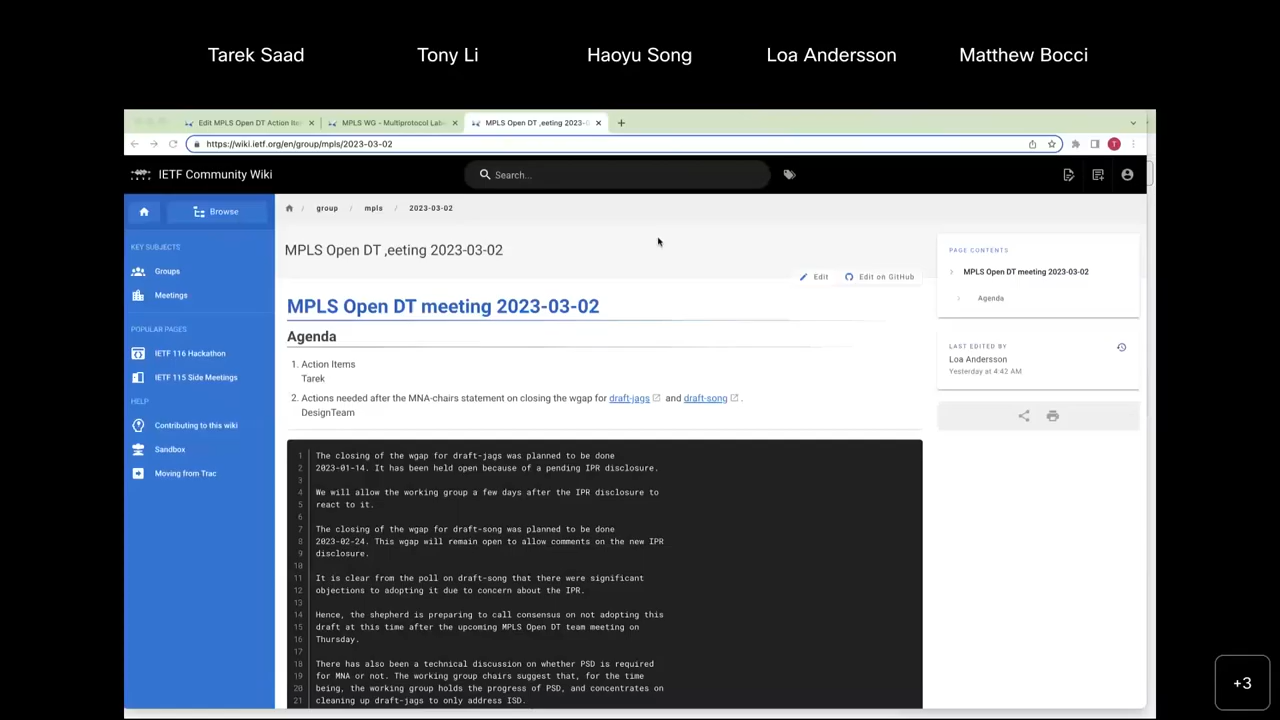 Tarek Saad Tony Li Haoyu Song Loa Andersson Matthew Bocci
Edit MPLS Open DT Action Ite MPLS WG - Multiprotocol Lab MPLS Open DT ,eeting 2023-0
https://wiki.ietf.org/en/group/mpls/2023-03-02 T
IETF Community Wiki Search...
Browse / group / mpls / 2023-03-02
KEY SUBJECTS
Groups
Meetings
POPULAR PAGES
IETF 116 Hackathon
IETF 115 Side Meetings
HELP
Contributing to this wiki
Sandbox
Moving from Trac
MPLS Open DT ,eeting 2023-03-02
Edit Edit on GitHub
MPLS Open DT meeting 2023-03-02
Agenda
1. Action Items
Tarek
2. Actions needed after the MNA-chairs statement on closing the wgap for draft-jags and draft-song .
DesignTeam
1 The closing of the wgap for draft-jags was planned to be done
2 2023-01-14. It has been held open because of a pending IPR disclosure.
3
4 We will allow the working group a few days after the IPR disclosure to
5 react to it.
6
7 The closing of the wgap for draft-song was planned to be done
8 2023-02-24. This wgap will remain open to allow comments on the new IPR
9 disclosure.
10
11 It is clear from the poll on draft-song that there were significant
12 objections to adopting it due to concern about the IPR.
13
14 Hence, the shepherd is preparing to call consensus on not adopting this
15 draft at this time after the upcoming MPLS Open DT team meeting on
16 Thursday.
17
18 There has also been a technical discussion on whether PSD is required
19 for MNA or not. The working group chairs suggest that, for the time
20 being, the working group holds the progress of PSD, and concentrates on
21 cleaning up draft-jags to only address ISD.
PAGE CONTENTS
MPLS Open DT meeting 2023-03-02
Agenda
LAST EDITED BY
Loa Andersson
Yesterday at 4:42 AM
+3